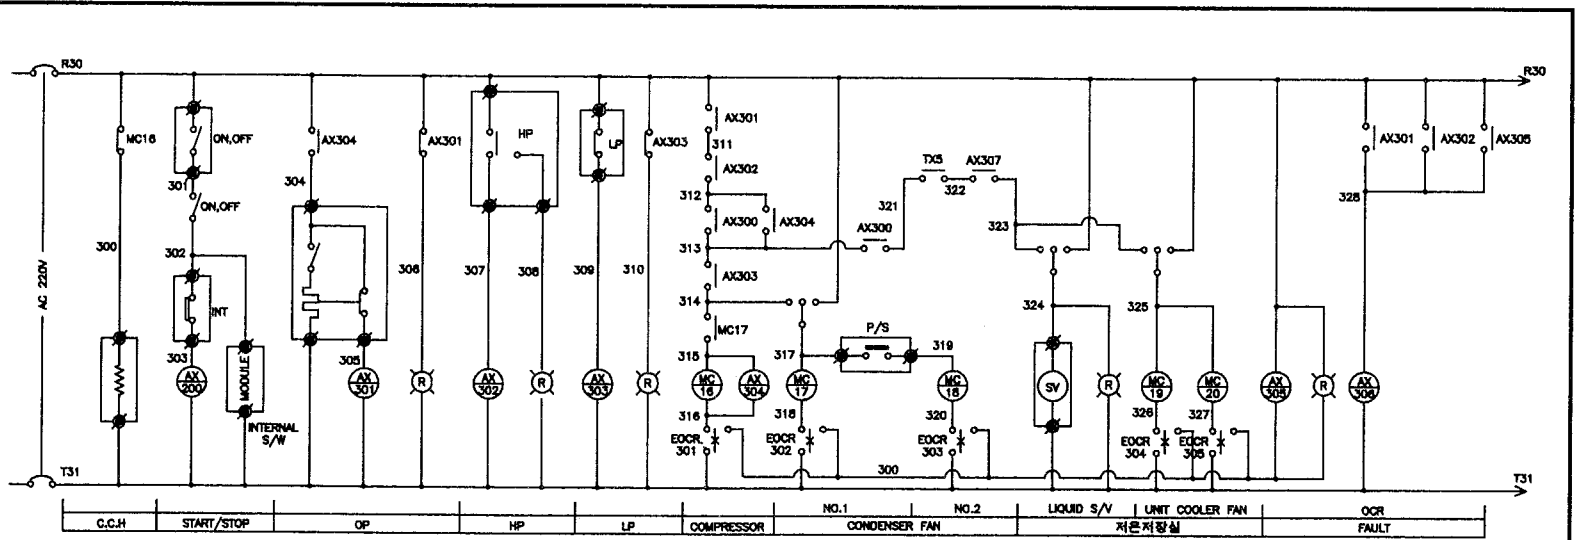 R30
R30
MC16
ON,OFF
AX304
AX301
HP
LP
AX303
AX301
311
AX302
TX5
AX307
AX301
AX302
AX305
301
ON,OFF
304
312
AX300
AX304
321
322
328
300
302
306
307
308
309
310
313
AX300
323
AX303
AC 220V
INT
314
324
325
MC17
P/S
303
305
315
317
319
AX
200
MODULE
AX
301
R
AX
302
R
AX
303
R
MC
16
AX
304
MC
17
MC
18
SV
R
MC
19
MC
20
AX
305
R
AX
306
316
318
320
326
327
INTERNAL
S/W
EOCR
301
EOCR
302
EOCR
303
EOCR
304
EOCR
305
300
T31
T31
NO.1
NO.2
LIQUID S/V
UNIT COOLER FAN
OCR
C.C.H
START/STOP
OP
HP
LP
COMPRESSOR
CONDENSER FAN
저온저장실
FAULT